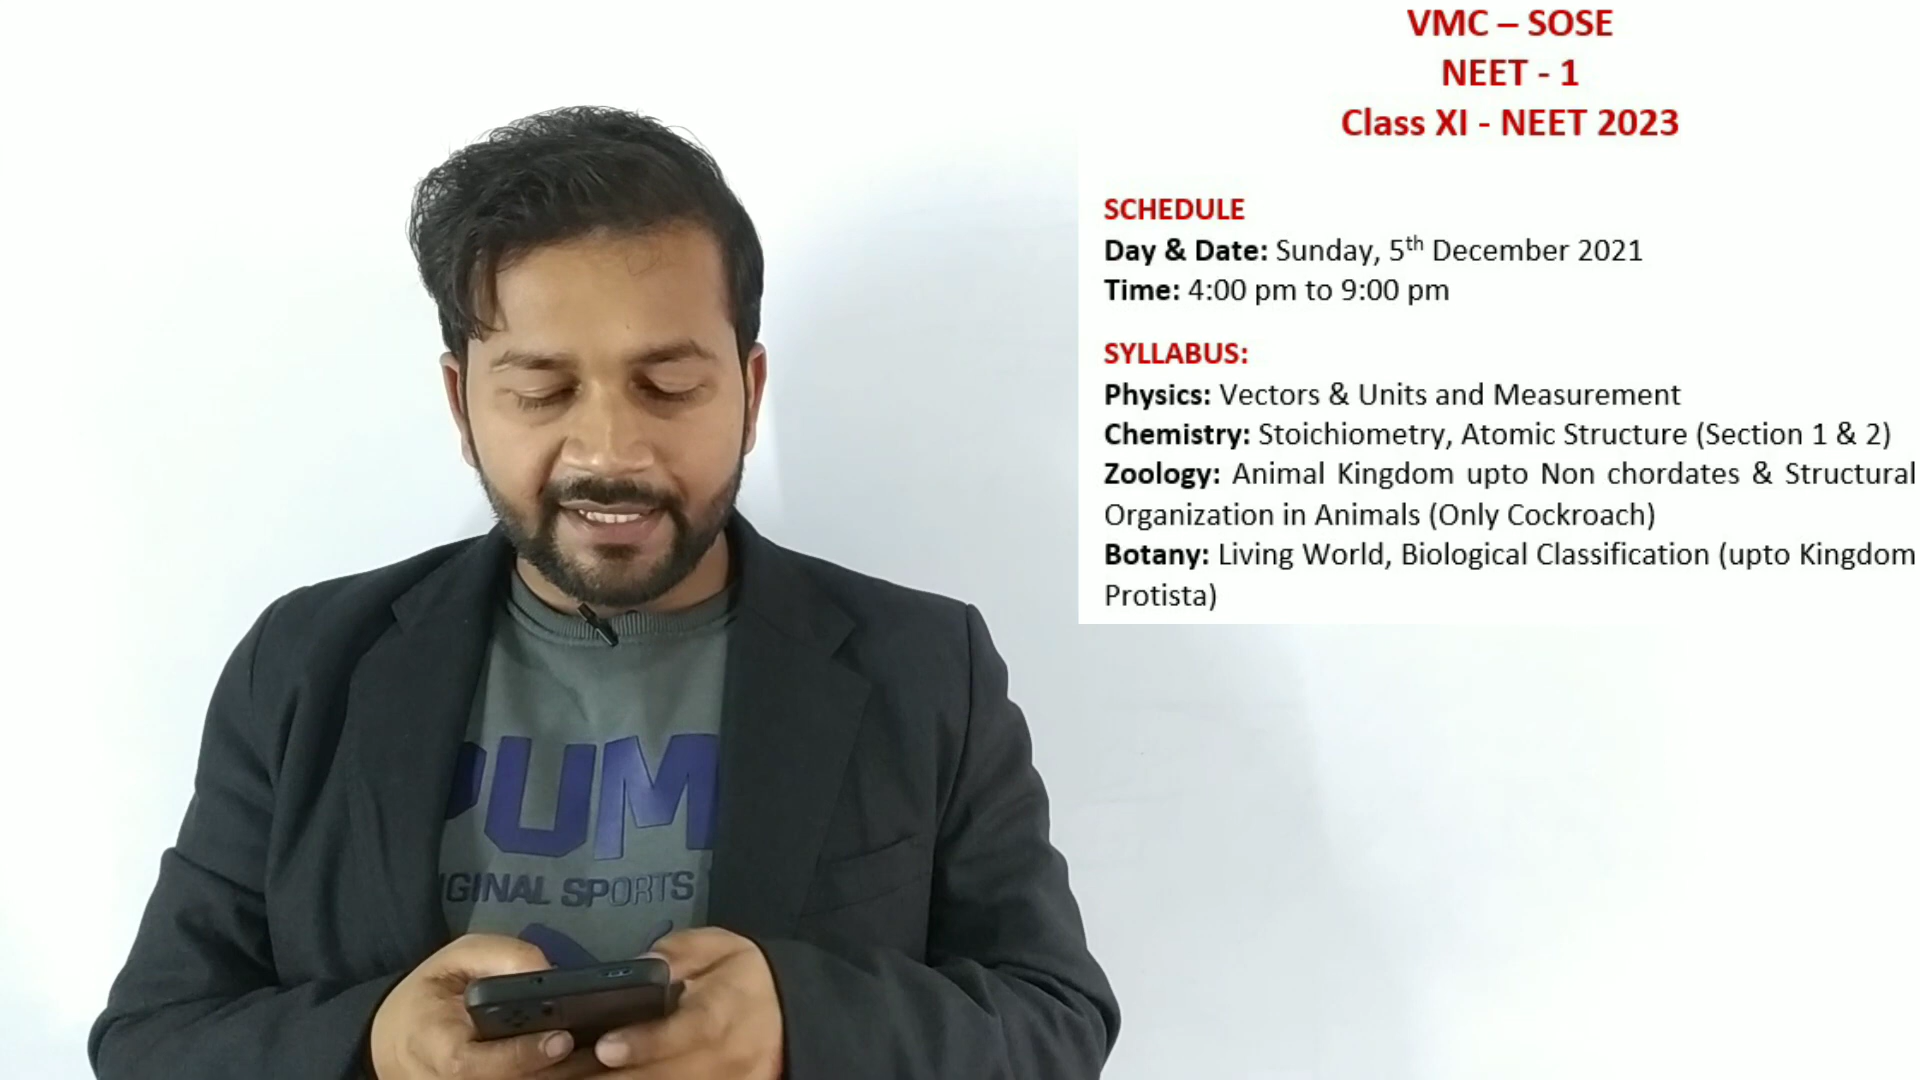 VMC – SOSE
NEET - 1
Class XI - NEET 2023
SCHEDULE
Day & Date: Sunday, 5th December 2021
Time: 4:00 pm to 9:00 pm
SYLLABUS:
Physics: Vectors & Units and Measurement
Chemistry: Stoichiometry, Atomic Structure (Section 1 & 2)
Zoology: Animal Kingdom upto Non chordates & Structural
Organization in Animals (Only Cockroach)
Botany: Living World, Biological Classification (upto Kingdom
Protista)
PUM
IGINAL SPORTS